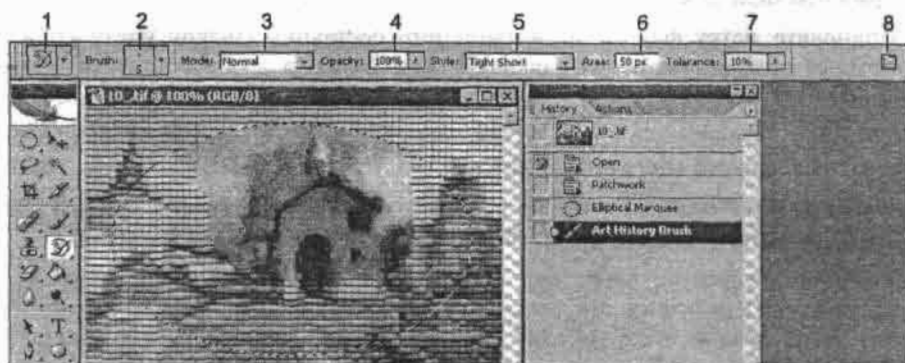 1 2 3 4 5 6 7 8
Brush: 5 Mode: Normal Opacity: 100% Style: Tight Short Area: 50 px Tolerance: 10%
10_.tif @ 100% (RGB/8)
History Actions
10_.tif
Open
Patchwork
Elliptical Marquee
Art History Brush